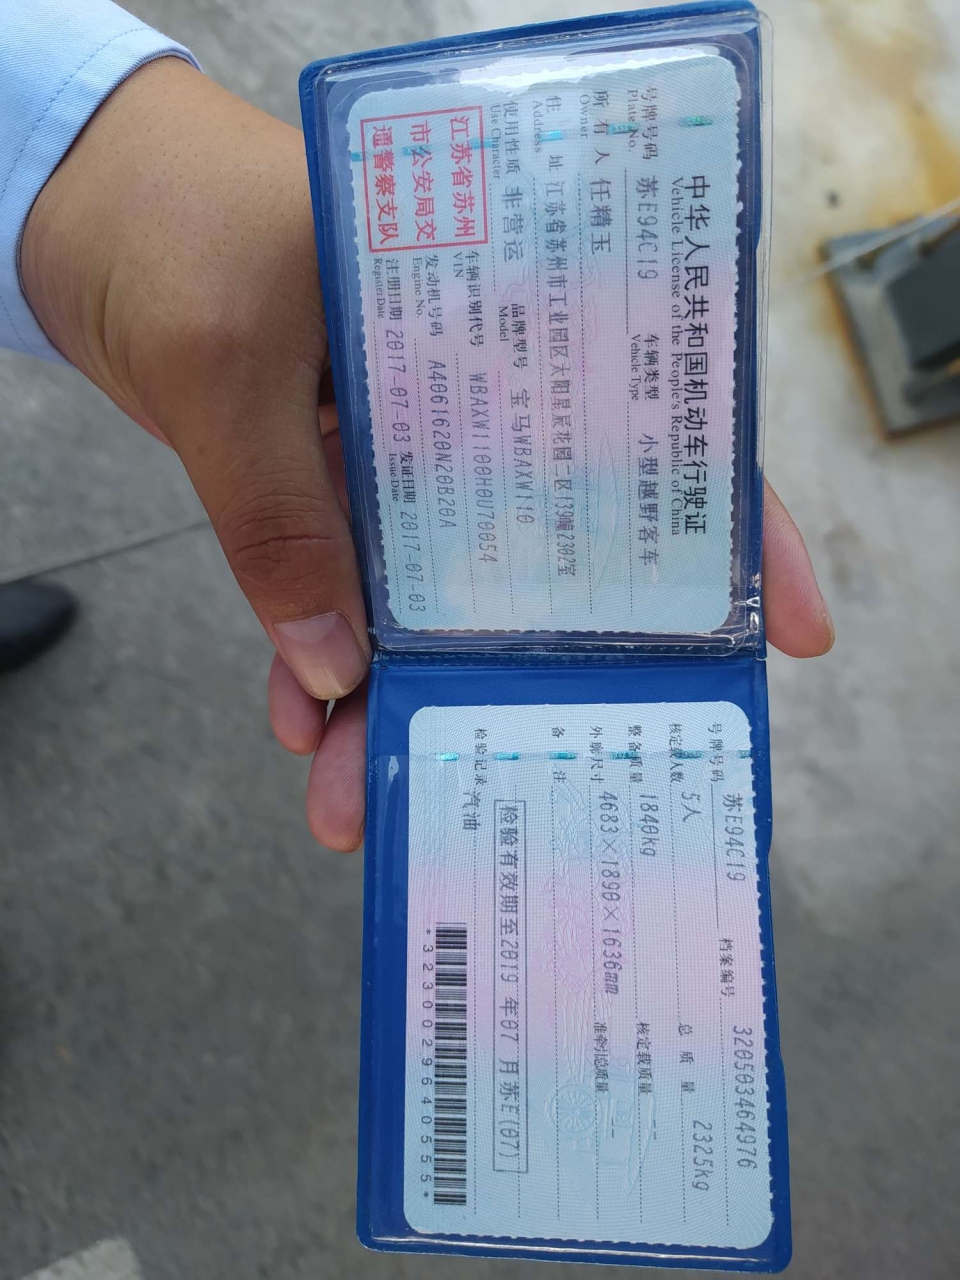 中华人民共和国机动车行驶证
Vehicle License of the People's Republic of China
号牌号码 苏E94C19 车辆类型 小型越野客车
Plate No. Vehicle Type
所有人 任精玉
Owner
住址 江苏省苏州市工业园区太阳星辰花园二区139幢2302室
Address
使用性质 非营运 品牌型号 宝马WBAXW110
Use Character Model
江苏省苏州
市公安局交
通警察支队
车辆识别代号 WBAXW1100H0U70054
VIN
发动机号码 A4061620N20B20A
Engine No.
注册日期 2017-07-03 发证日期 2017-07-03
Register Date Issue Date
号牌号码 苏E94C19 档案编号 320503464976
核定载人数 5人 总质量 2325kg
整备质量 1840kg 核定载质量 --
外廓尺寸 4683×1890×1636mm 准牵引总质量 --
备注
检验有效期至2019年07月苏E(07)
检验记录 汽油
*3230029640555*